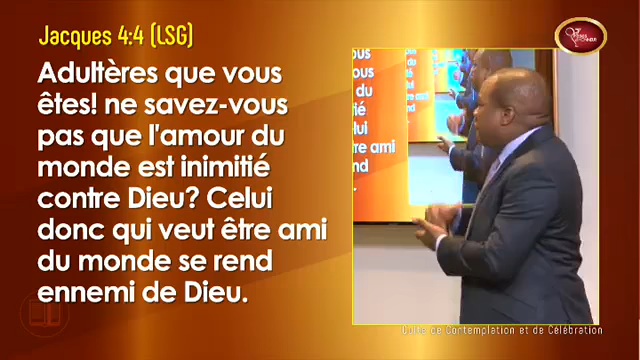 Jacques 4:4 (LSG)
Adultères que vous
êtes! ne savez-vous
pas que l'amour du
monde est inimitié
contre Dieu? Celui
donc qui veut être ami
du monde se rend
ennemi de Dieu.
Culte de Contemplation et de Célébration